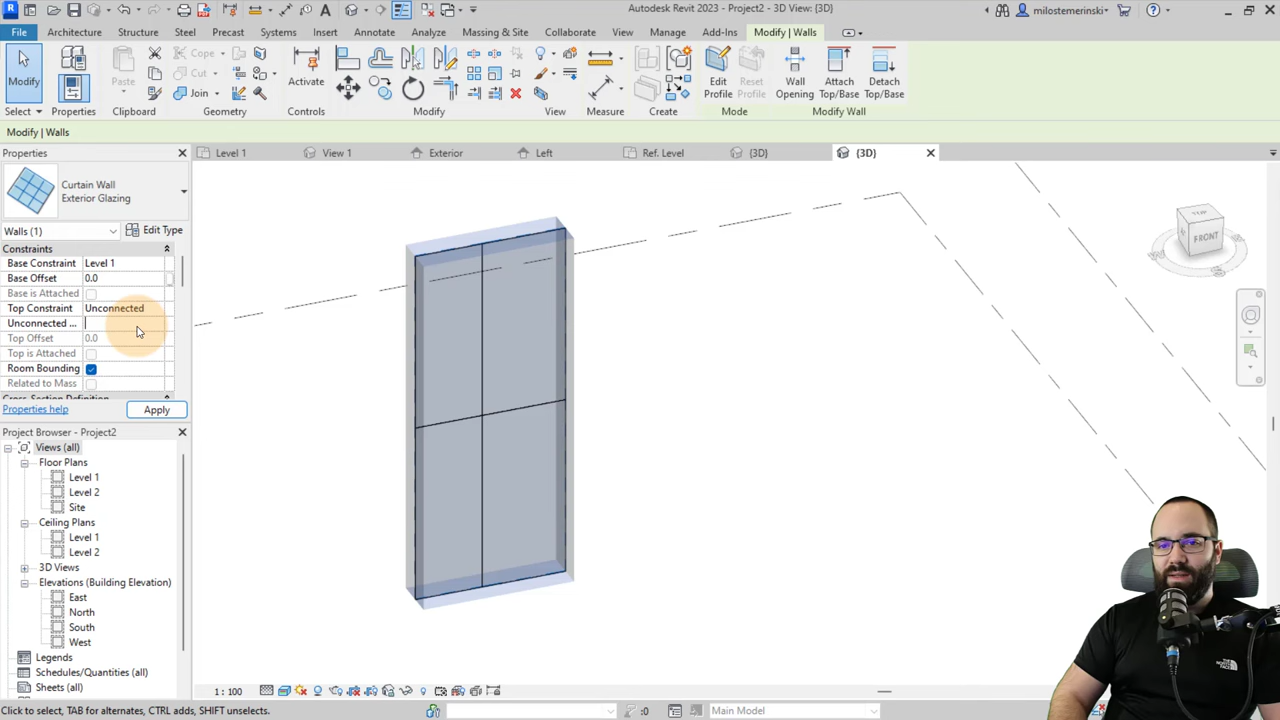 Autodesk Revit 2023 - Project2 - 3D View: {3D}
milostemerinski
File
Architecture
Structure
Steel
Precast
Systems
Insert
Annotate
Analyze
Massing & Site
Collaborate
View
Manage
Add-Ins
Modify | Walls
Modify
Paste
Cope
Cut
Join
Activate
Edit
Profile
Reset
Profile
Wall
Opening
Attach
Top/Base
Detach
Top/Base
Select
Properties
Clipboard
Geometry
Controls
Modify
View
Measure
Create
Mode
Modify Wall
Modify | Walls
Properties
Level 1
View 1
Exterior
Left
Ref. Level
{3D}
{3D}
Curtain Wall
Exterior Glazing
Walls (1)
Edit Type
Constraints
Base Constraint Level 1
Base Offset 0.0
Base is Attached
Top Constraint Unconnected
Unconnected ...
Top Offset 0.0
Top is Attached
Room Bounding
Related to Mass
Cross-Section Definition
Properties help
Apply
Project Browser - Project2
Views (all)
Floor Plans
Level 1
Level 2
Site
Ceiling Plans
Level 1
Level 2
3D Views
Elevations (Building Elevation)
East
North
South
West
Legends
Schedules/Quantities (all)
Sheets (all)
TOP
FRONT
THE
NORTH
FACE
1 : 100
Click to select, TAB for alternates, CTRL adds, SHIFT unselects.
:0
Main Model